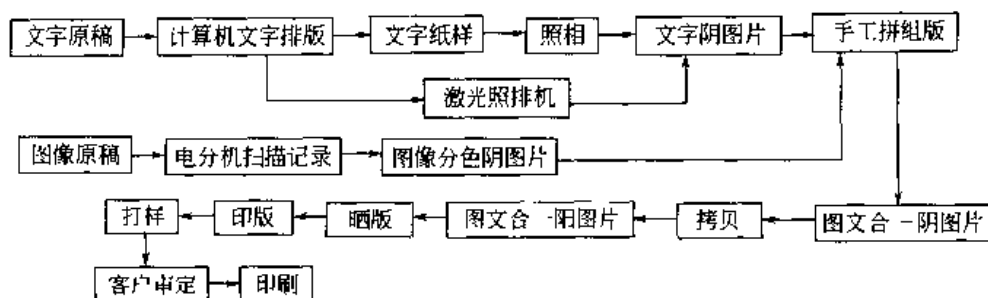 文字原稿 计算机文字排版 文字纸样 照相 文字阴图片 手工拼组版
激光照排机
图像原稿 电分机扫描记录 图像分色阴图片
打样 印版 晒版 图文合一阳图片 拷贝 图文合一阴图片
客户审定 印刷